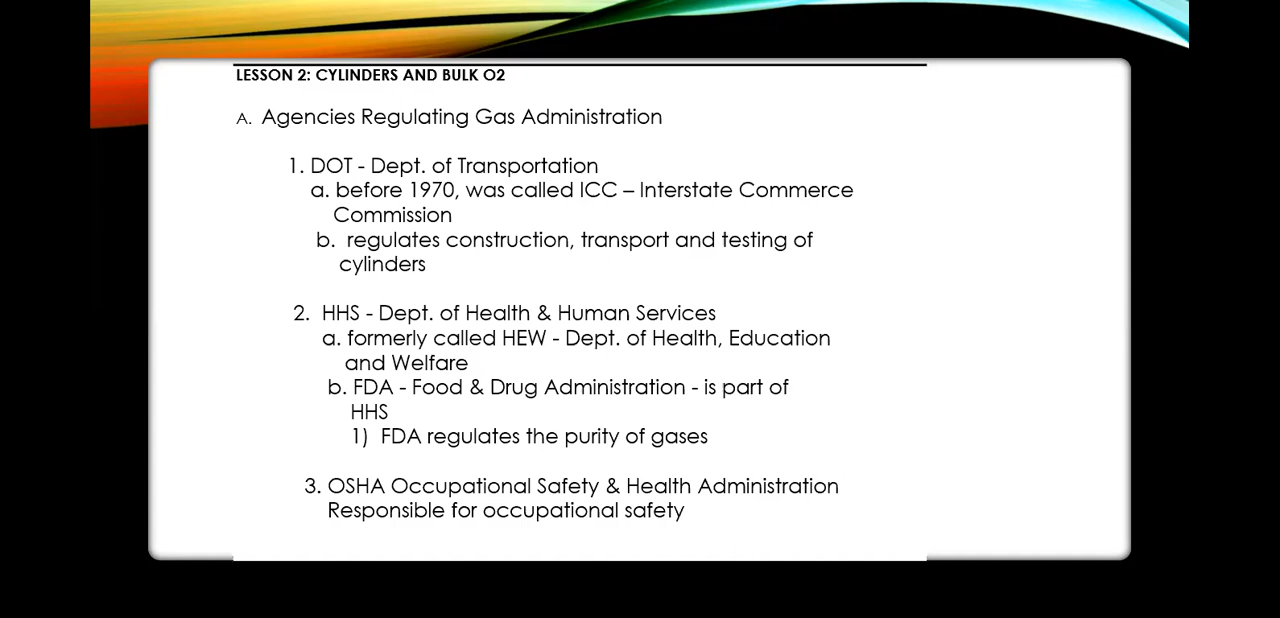 LESSON 2: CYLINDERS AND BULK O2
A. Agencies Regulating Gas Administration
1. DOT - Dept. of Transportation
a. before 1970, was called ICC – Interstate Commerce
Commission
b. regulates construction, transport and testing of
cylinders
2. HHS - Dept. of Health & Human Services
a. formerly called HEW - Dept. of Health, Education
and Welfare
b. FDA - Food & Drug Administration - is part of
HHS
1) FDA regulates the purity of gases
3. OSHA Occupational Safety & Health Administration
Responsible for occupational safety